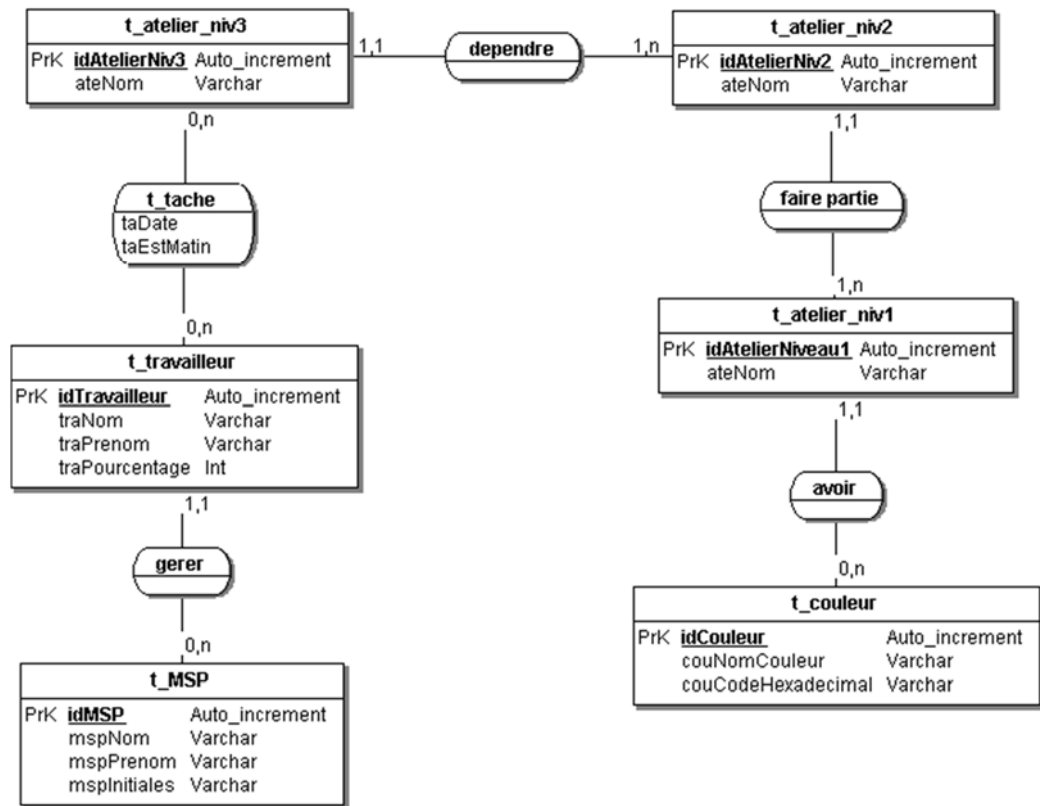 t_atelier_niv3
PrK idAtelierNiv3 Auto_increment
ateNom Varchar
1,1
dependre
1,n
t_atelier_niv2
PrK idAtelierNiv2 Auto_increment
ateNom Varchar
0,n
t_tache
taDate
taEstMatin
0,n
1,1
faire partie
1,n
t_travailleur
PrK idTravailleur Auto_increment
traNom Varchar
traPrenom Varchar
traPourcentage Int
t_atelier_niv1
PrK idAtelierNiveau1 Auto_increment
ateNom Varchar
1,1
gerer
0,n
1,1
avoir
0,n
t_MSP
PrK idMSP Auto_increment
mspNom Varchar
mspPrenom Varchar
mspInitiales Varchar
t_couleur
PrK idCouleur Auto_increment
couNomCouleur Varchar
couCodeHexadecimal Varchar